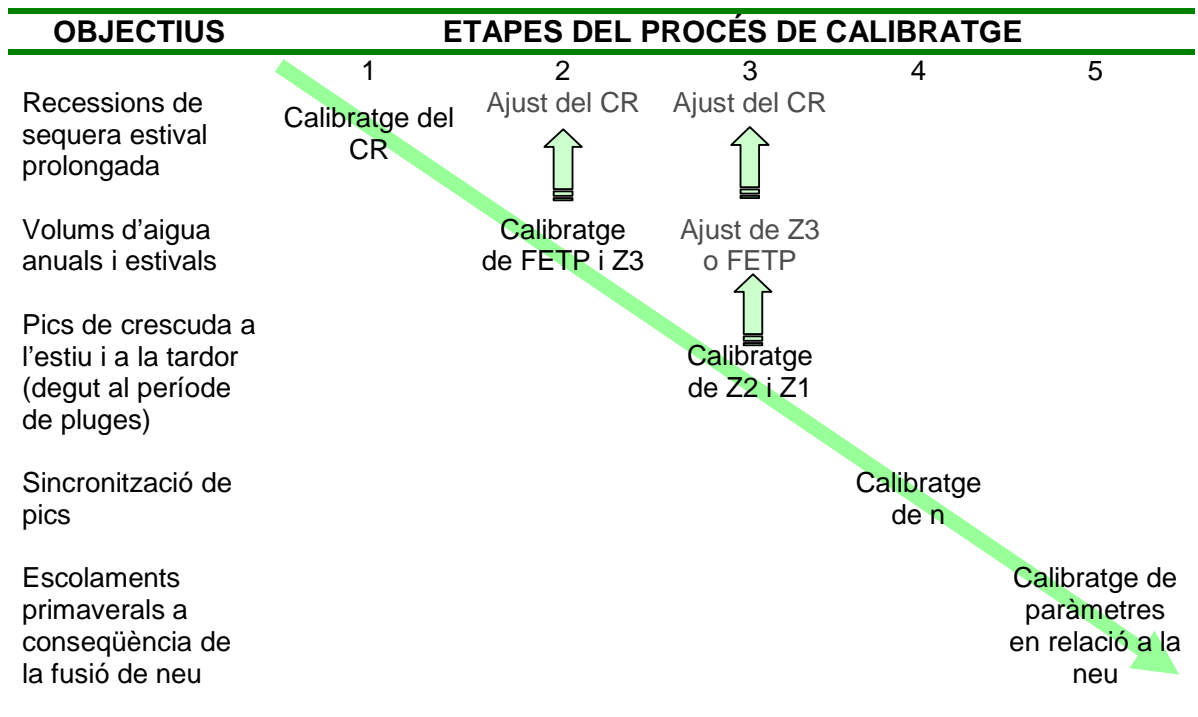 OBJECTIUS ETAPES DEL PROCÉS DE CALIBRATGE
1 2 3 4 5
Recessions de
sequera estival
prolongada
Calibratge del
CR
Ajust del CR
Ajust del CR
Volums d’aigua
anuals i estivals
Calibratge
de FETP i Z3
Ajust de Z3
o FETP
Pics de crescuda a
l’estiu i a la tardor
(degut al període
de pluges)
Calibratge
de Z2 i Z1
Sincronització de
pics
Calibratge
de n
Escolaments
primaverals a
conseqüència de
la fusió de neu
Calibratge de
paràmetres
en relació a la
neu